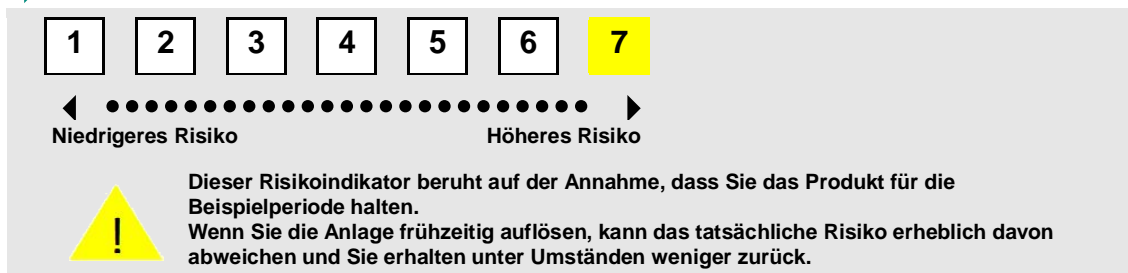 1 2 3 4 5 6 7
Niedrigeres Risiko Höheres Risiko
! Dieser Risikoindikator beruht auf der Annahme, dass Sie das Produkt für die
Beispielperiode halten.
Wenn Sie die Anlage frühzeitig auflösen, kann das tatsächliche Risiko erheblich davon
abweichen und Sie erhalten unter Umständen weniger zurück.